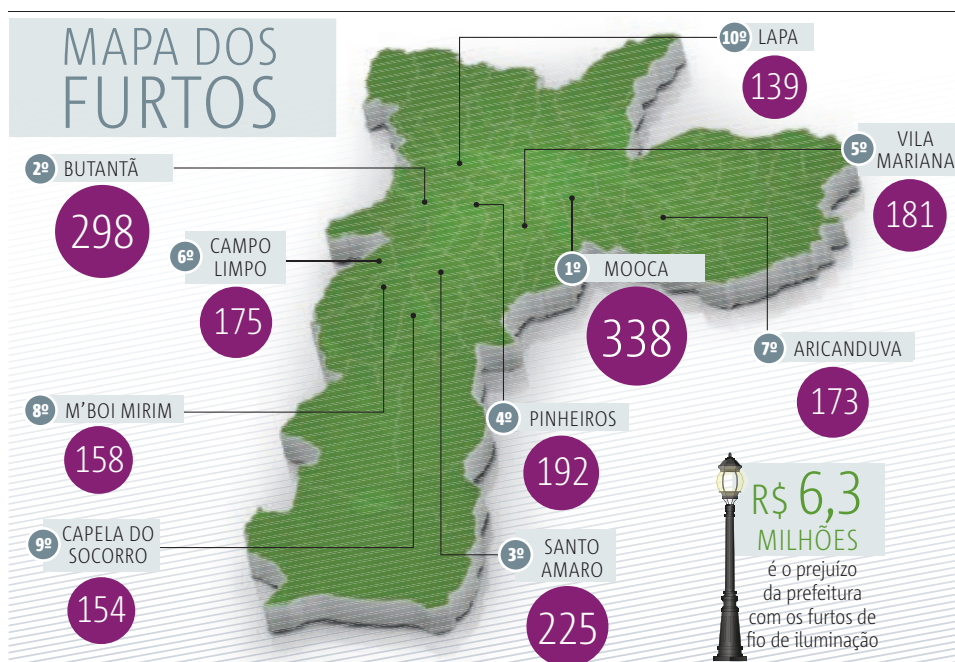 MAPA DOS
FURTOS
10º LAPA
139
2º BUTANTÃ
298
5º VILA
MARIANA
181
6º CAMPO
LIMPO
175
1º MOOCA
338
7º ARICANDUVA
173
8º M'BOI MIRIM
158
4º PINHEIROS
192
9º CAPELA DO
SOCORRO
154
3º SANTO
AMARO
225
R$ 6,3
MILHÕES
é o prejuízo
da prefeitura
com os furtos de
fio de iluminação